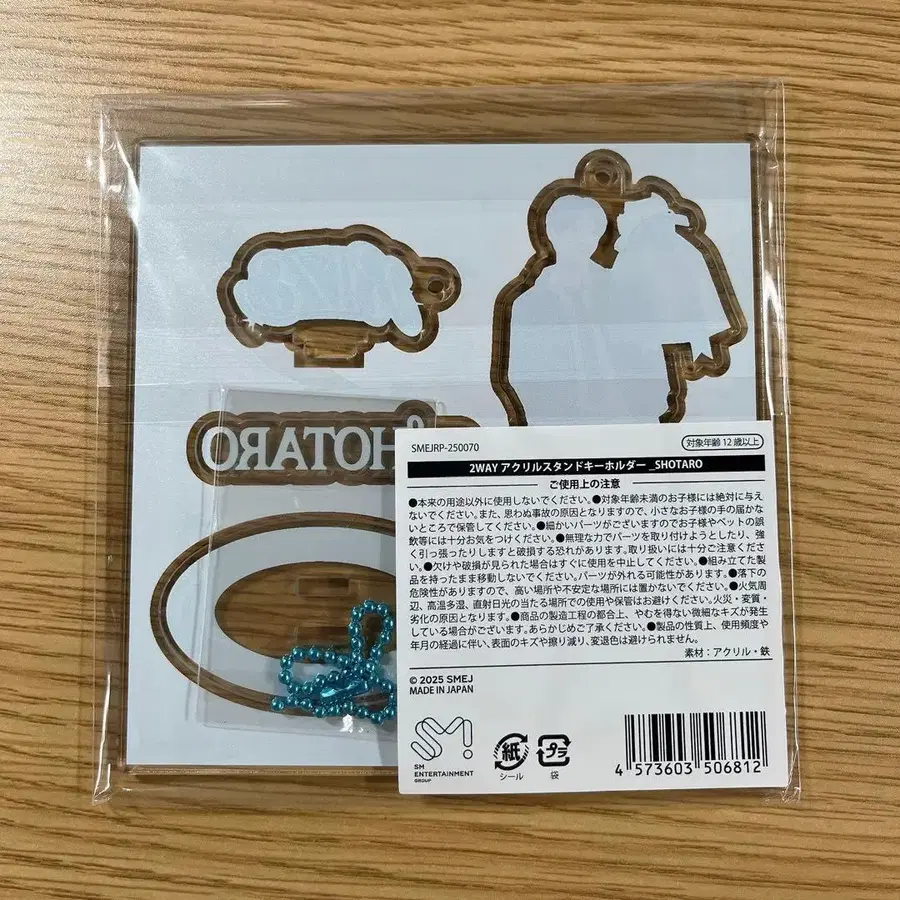 SHOTARO
SMEJRP-250070
対象年齢 12 歳以上
2WAY アクリルスタンドキーホルダー _SHOTARO
ご使用上の注意
●本来の用途以外に使用しないでください。●対象年齢未満のお子様には絶対に与え
ないでください。また、思わぬ事故の原因となりますので、小さなお子様の手の届かな
いところで保管してください。●細かいパーツがございますのでお子様やペットの誤
飲等には十分お気をつけください。●無理な力でパーツを取り付けようとしたり、強
く引っ張ったりしますと破損する恐れがあります。取り扱いには十分ご注意くださ
い。●欠けや破損が見られた場合はすぐに使用を中止してください。●組み立てた製
品を持ったまま移動しないでください。パーツが外れる可能性があります。●落下の
危険性がありますので、高い場所や不安定な場所には置かないでください。●火気周
辺、高温多湿、直射日光の当たる場所での使用や保管はお避けください。火災・変質・
劣化の原因となります。●商品の製造工程の都合上、やむを得ない微細なキズが発生
している場合がございます。あらかじめご了承ください。●製品の性質上、使用頻度や
年月の経過に伴い、表面のキズや擦り減り、変退色は避けられません。
素材：アクリル・鉄
© 2025 SMEJ
MADE IN JAPAN
SM!
SM
ENTERTAINMENT
GROUP
紙
シール
プラ
袋
4 573603 506812